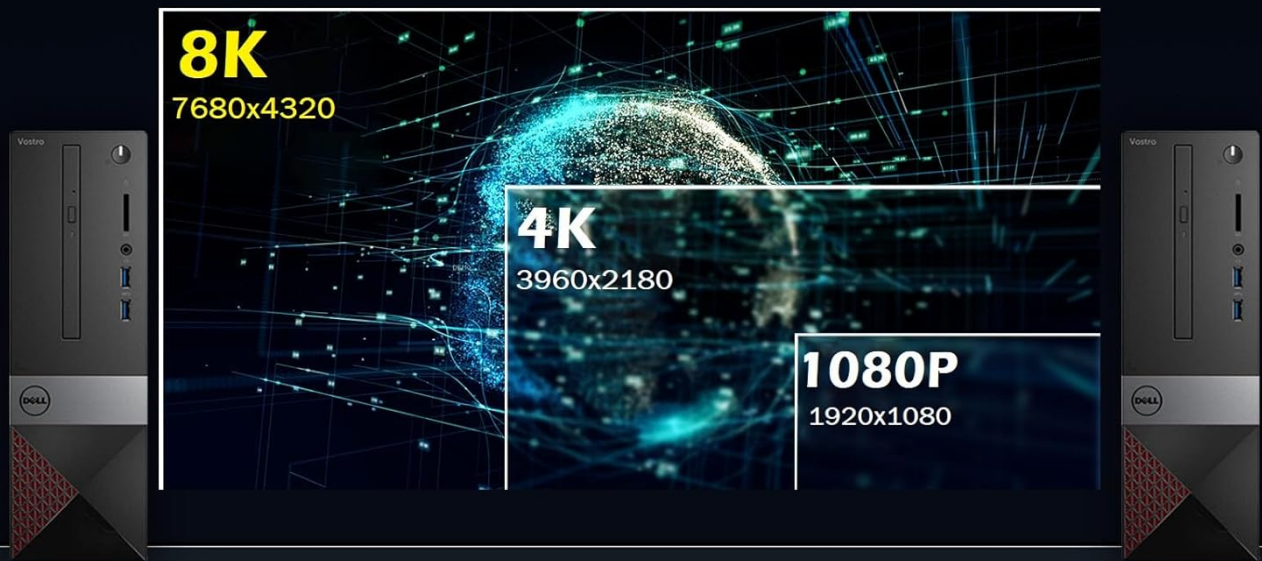 8K
7680x4320
Vostro
Vostro
4K
3960x2180
1080P
1920x1080
DELL
DELL